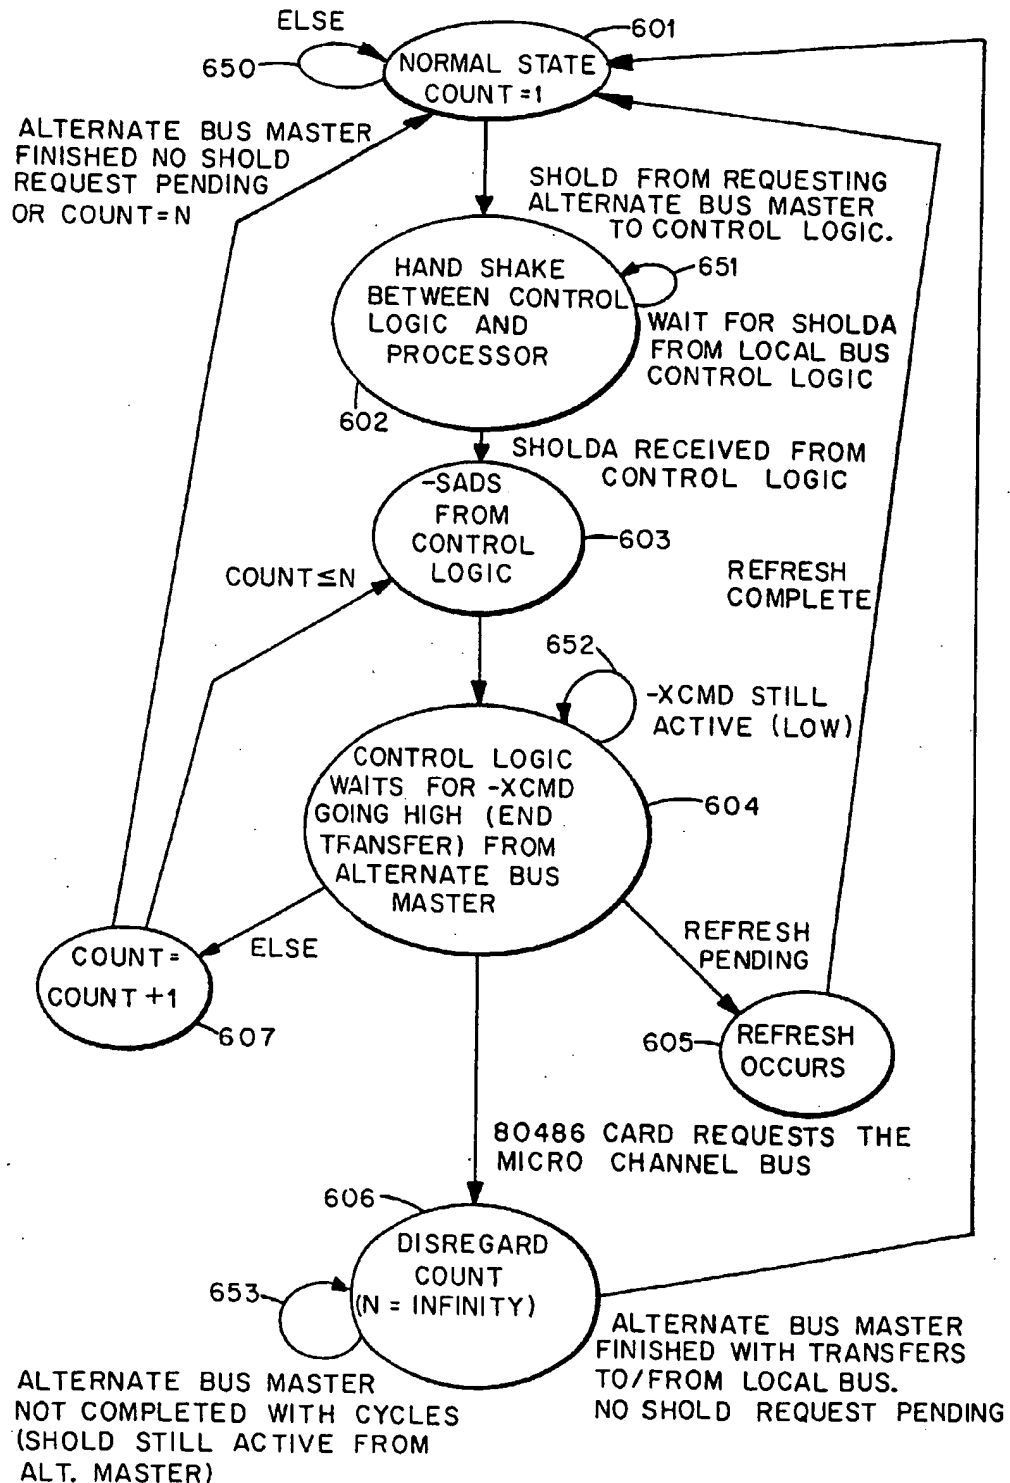 ELSE
601
650
NORMAL STATE
COUNT=1
ALTERNATE BUS MASTER
FINISHED NO SHOLD
REQUEST PENDING
OR COUNT=N
SHOLD FROM REQUESTING
ALTERNATE BUS MASTER
TO CONTROL LOGIC.
HAND SHAKE
BETWEEN CONTROL
LOGIC AND
PROCESSOR
651
WAIT FOR SHOLDA
FROM LOCAL BUS
CONTROL LOGIC
602
SHOLDA RECEIVED FROM
CONTROL LOGIC
-SADS
FROM
CONTROL
LOGIC
603
COUNT≤N
REFRESH
COMPLETE
652
-XCMD STILL
ACTIVE (LOW)
CONTROL LOGIC
WAITS FOR -XCMD
GOING HIGH (END
TRANSFER) FROM
ALTERNATE BUS
MASTER
604
ELSE
REFRESH
PENDING
COUNT=
COUNT+1
607
605
REFRESH
OCCURS
80486 CARD REQUESTS THE
MICRO CHANNEL BUS
606
DISREGARD
COUNT
(N = INFINITY)
653
ALTERNATE BUS MASTER
FINISHED WITH TRANSFERS
TO/FROM LOCAL BUS.
NO SHOLD REQUEST PENDING
ALTERNATE BUS MASTER
NOT COMPLETED WITH CYCLES
(SHOLD STILL ACTIVE FROM
ALT. MASTER)